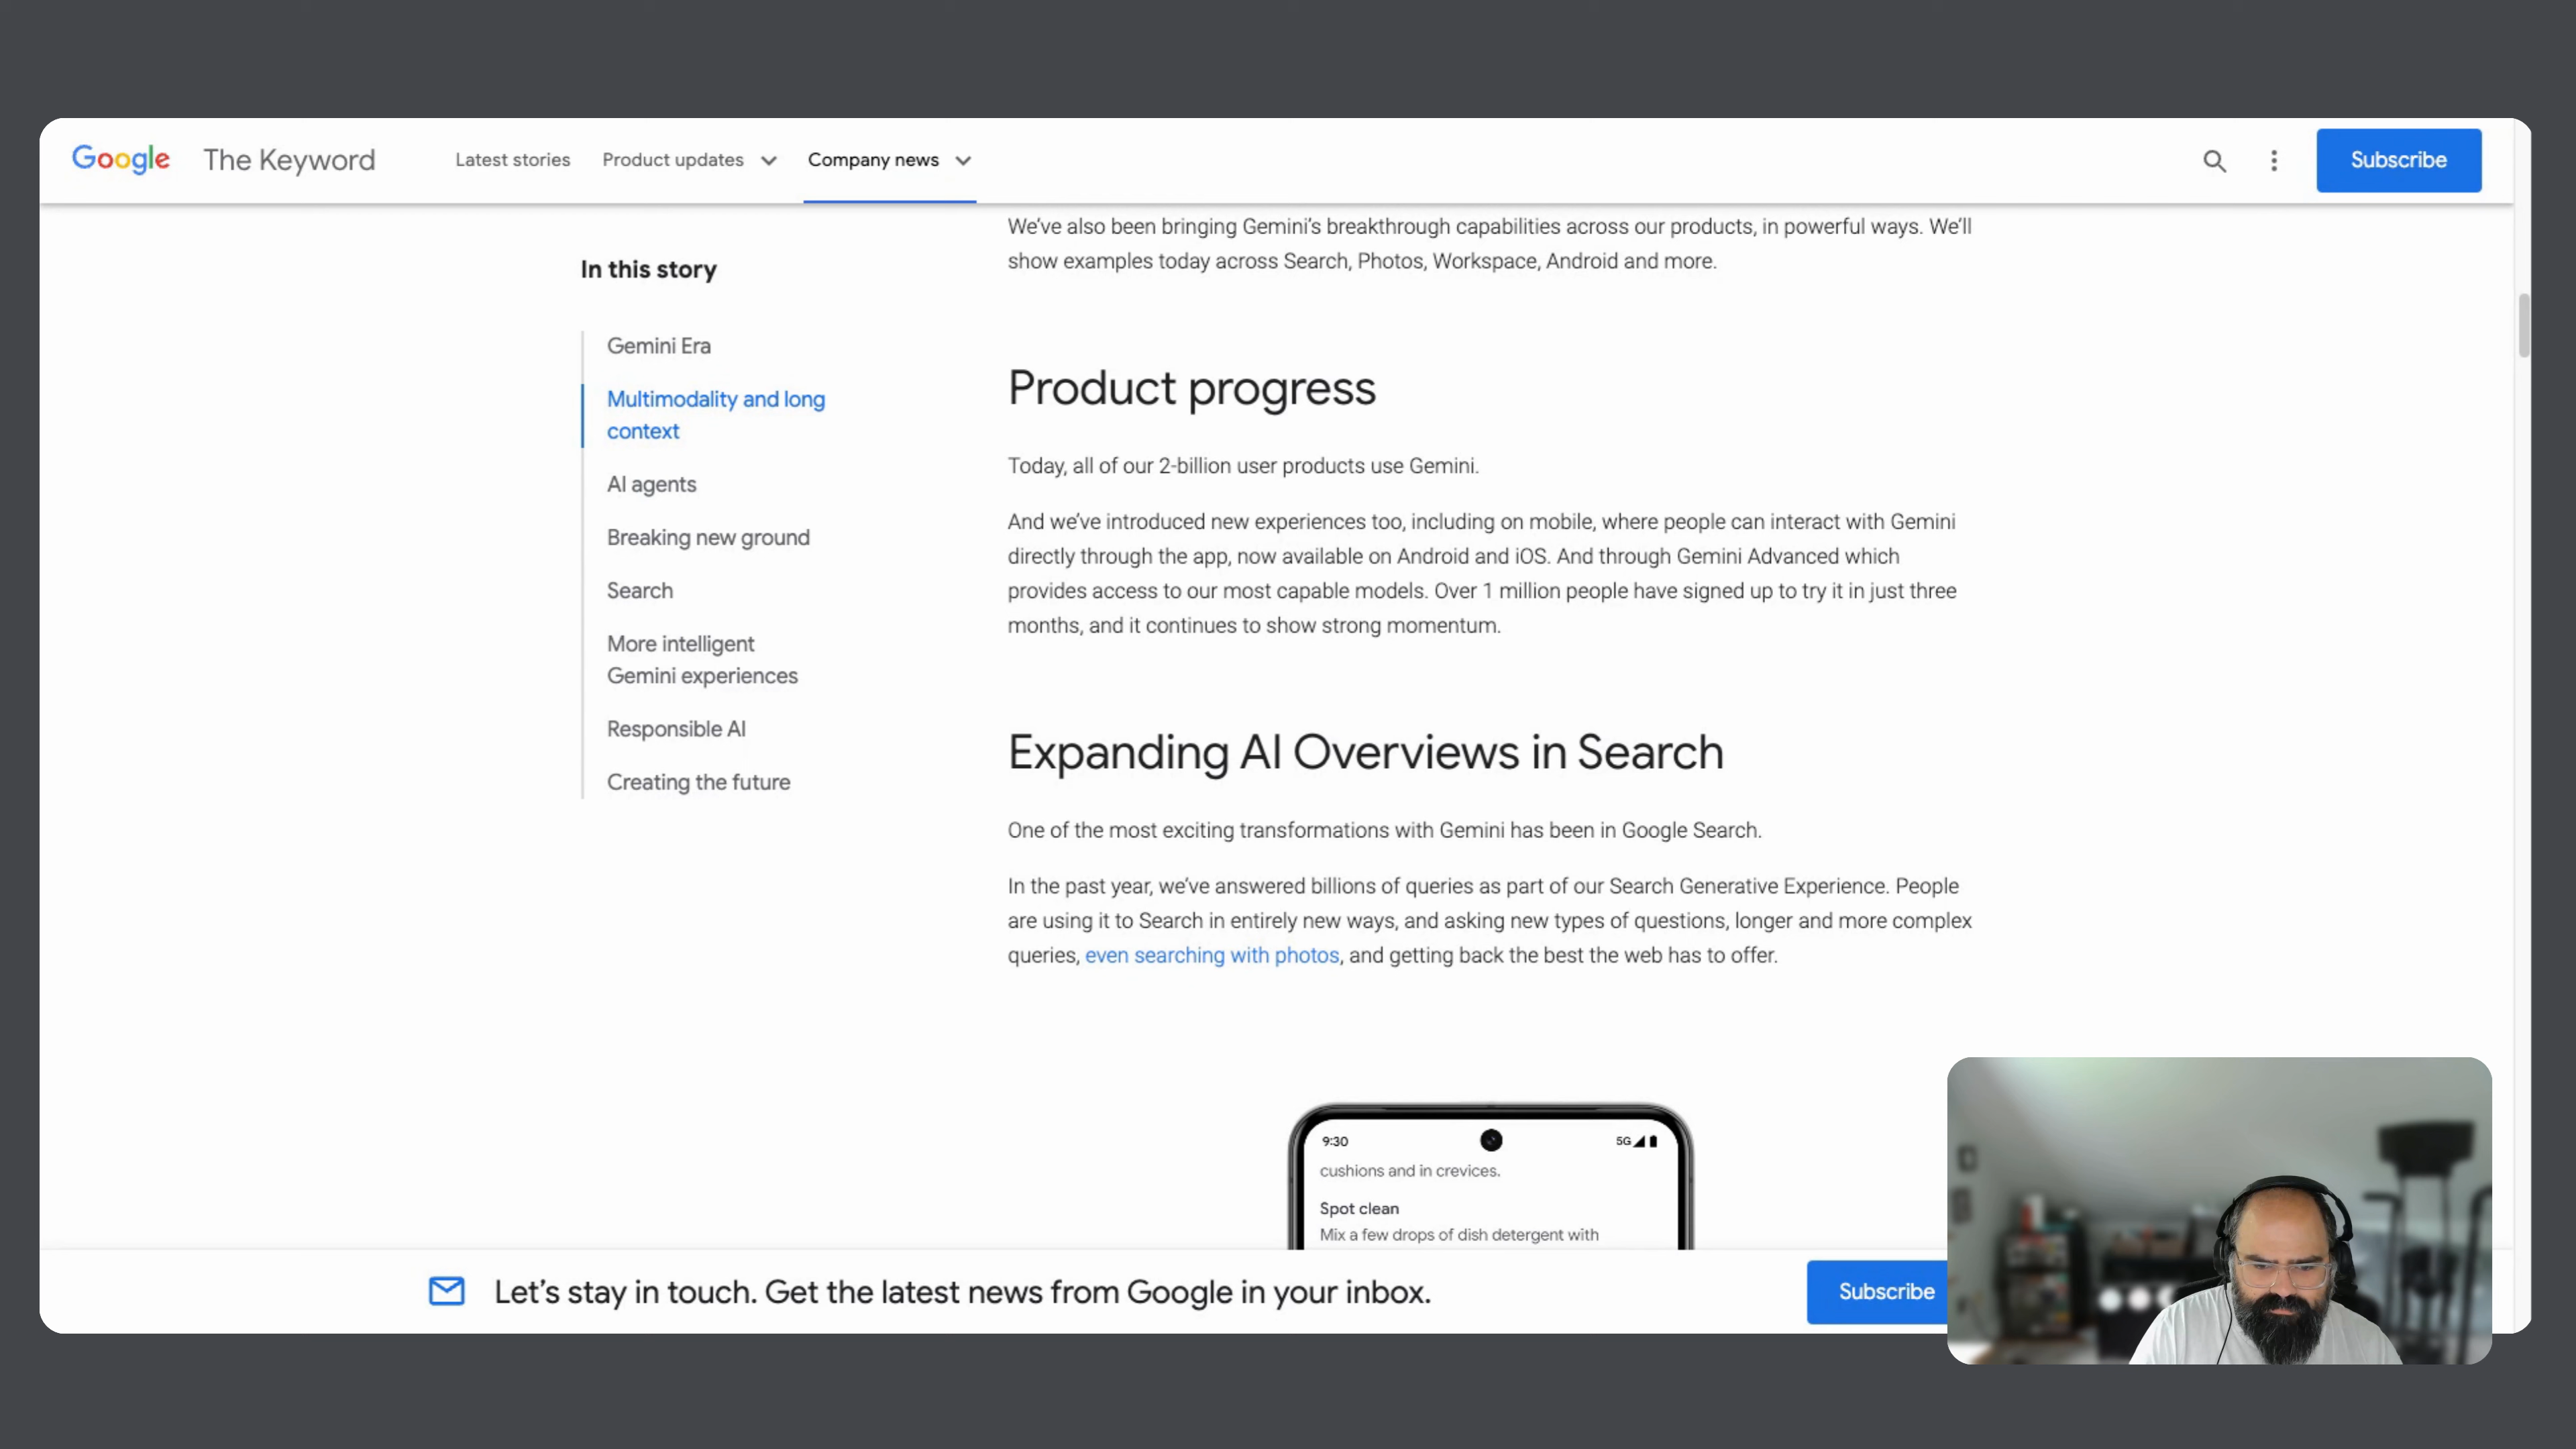 Google The Keyword Latest stories Product updates Company news Subscribe
In this story
Gemini Era
Multimodality and long
context
AI agents
Breaking new ground
Search
More intelligent
Gemini experiences
Responsible AI
Creating the future
We've also been bringing Gemini's breakthrough capabilities across our products, in powerful ways. We'll
show examples today across Search, Photos, Workspace, Android and more.
Product progress
Today, all of our 2-billion user products use Gemini.
And we've introduced new experiences too, including on mobile, where people can interact with Gemini
directly through the app, now available on Android and iOS. And through Gemini Advanced which
provides access to our most capable models. Over 1 million people have signed up to try it in just three
months, and it continues to show strong momentum.
Expanding AI Overviews in Search
One of the most exciting transformations with Gemini has been in Google Search.
In the past year, we've answered billions of queries as part of our Search Generative Experience. People
are using it to Search in entirely new ways, and asking new types of questions, longer and more complex
queries, even searching with photos, and getting back the best the web has to offer.
9:30 5G
cushions and in crevices.
Spot clean
Mix a few drops of dish detergent with
Let's stay in touch. Get the latest news from Google in your inbox. Subscribe